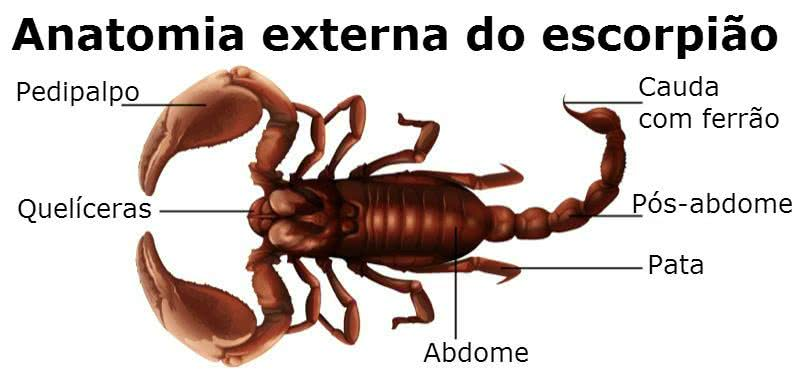 Anatomia externa do escorpião
Pedipalpo
Cauda
com ferrão
Quelíceras
Pós-abdome
Pata
Abdome